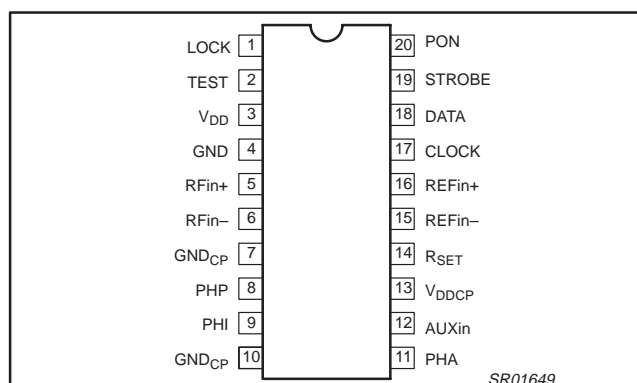 LOCK 1 20 PON
TEST 2 19 STROBE
VDD 3 18 DATA
GND 4 17 CLOCK
RFin+ 5 16 REFin+
RFin– 6 15 REFin–
GNDCP 7 14 RSET
PHP 8 13 VDDCP
PHI 9 12 AUXin
GNDCP 10 11 PHA
SR01649